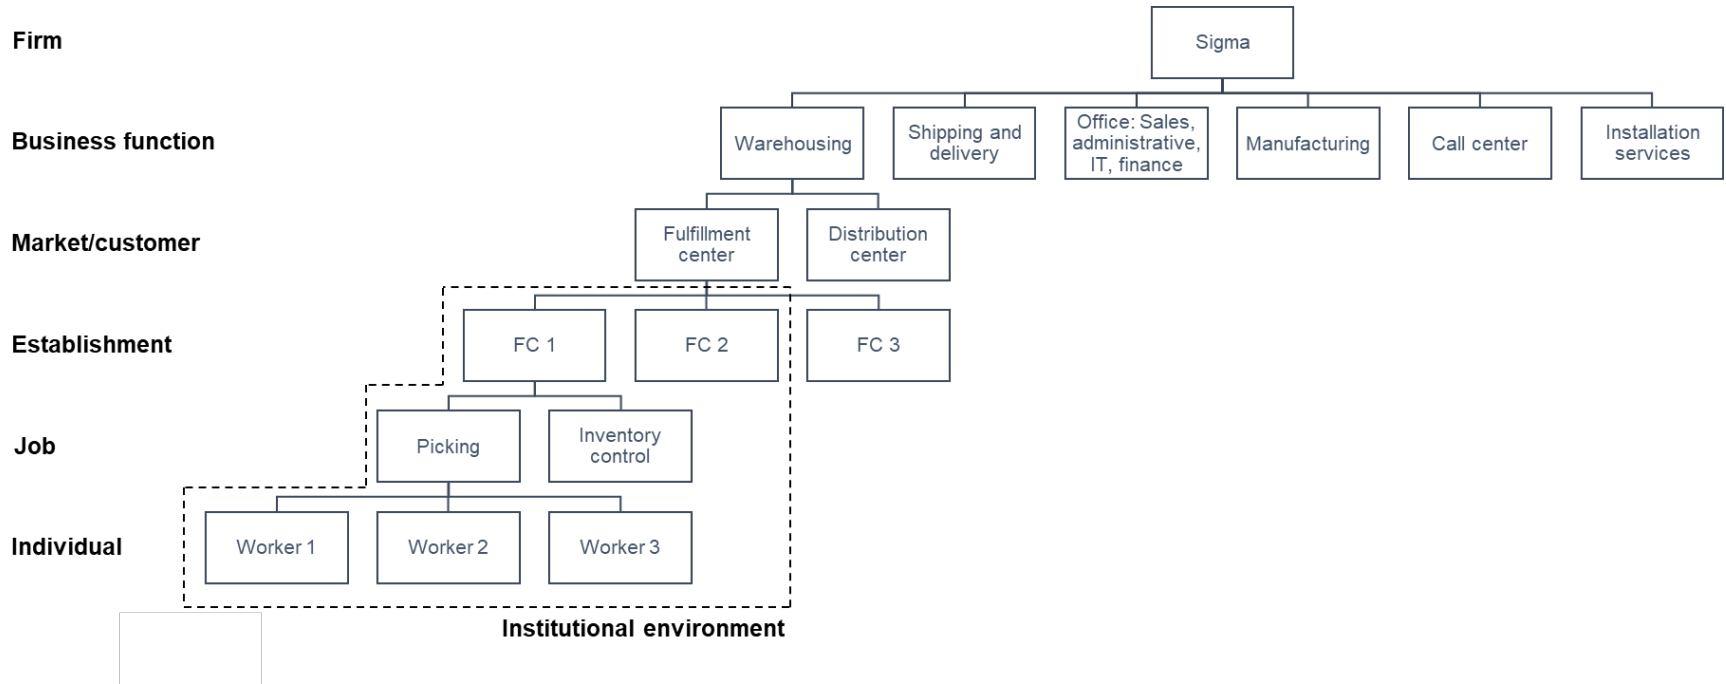 Firm
Sigma
Business function
Warehousing
Shipping and
delivery
Office: Sales,
administrative,
IT, finance
Manufacturing
Call center
Installation
services
Market/customer
Fulfillment
center
Distribution
center
Establishment
FC 1
FC 2
FC 3
Job
Picking
Inventory
control
Individual
Worker 1
Worker 2
Worker 3
Institutional environment